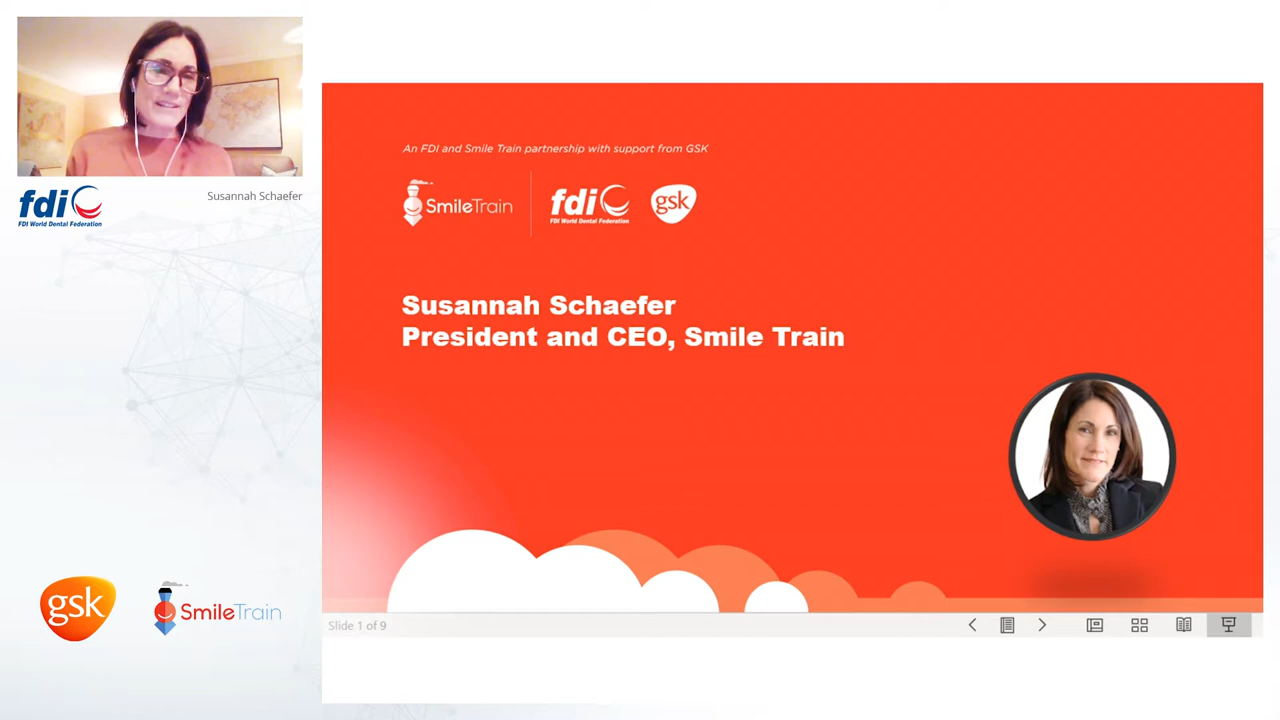 fdi
FDI World Dental Federation
Susannah Schaefer
An FDI and Smile Train partnership with support from GSK
SmileTrain
fdi
FDI World Dental Federation
gsk
Susannah Schaefer
President and CEO, Smile Train
gsk
SmileTrain
Slide 1 of 9